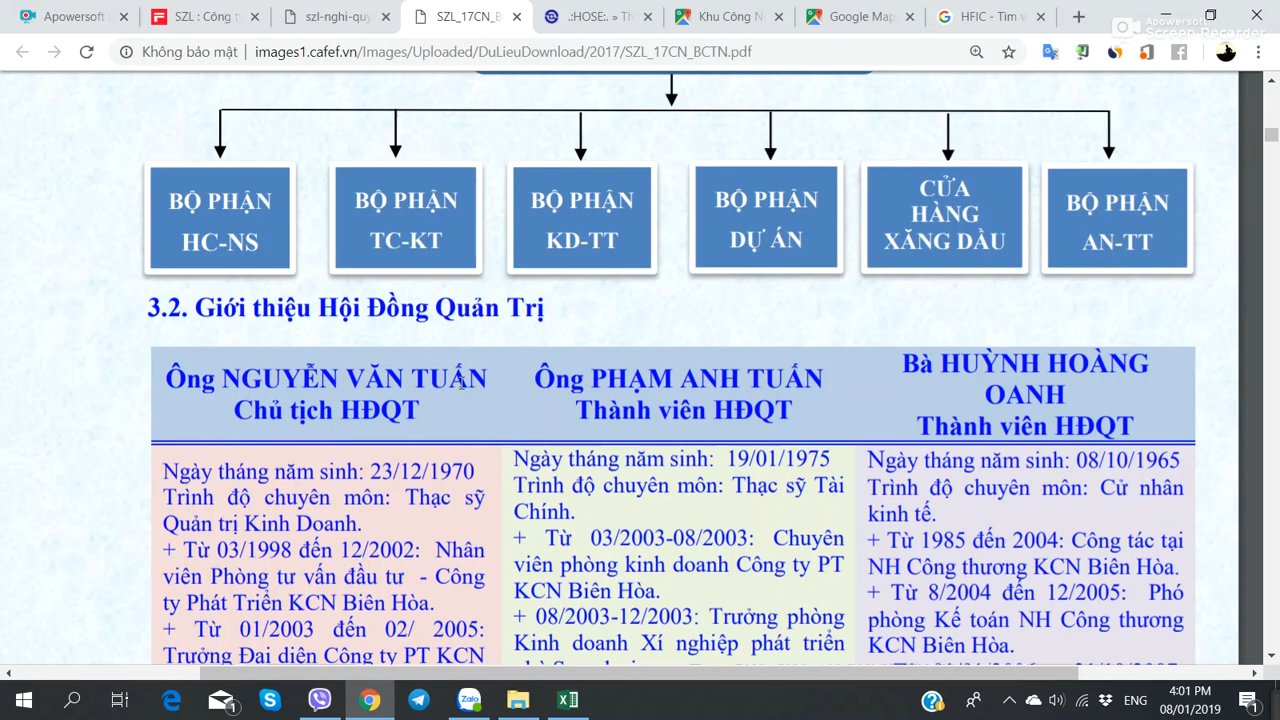 Apowersoft
SZL : Công t
szl-nghi-quy
SZL_17CN_B
.:HOSE:. » Th
Khu Công N
Google Map
HFIC - Tìm v
Apowersoft
Screen Recorder
Không bảo mật
images1.cafef.vn/Images/Uploaded/DuLieuDownload/2017/SZL_17CN_BCTN.pdf
BỘ PHẬN
HC-NS
BỘ PHẬN
TC-KT
BỘ PHẬN
KD-TT
BỘ PHẬN
DỰ ÁN
CỬA
HÀNG
XĂNG DẦU
BỘ PHẬN
AN-TT
3.2. Giới thiệu Hội Đồng Quản Trị
Ông NGUYỄN VĂN TUẤN
Chủ tịch HĐQT
Ông PHẠM ANH TUẤN
Thành viên HĐQT
Bà HUỲNH HOÀNG
OANH
Thành viên HĐQT
Ngày tháng năm sinh: 23/12/1970
Trình độ chuyên môn: Thạc sỹ
Quản trị Kinh Doanh.
+ Từ 03/1998 đến 12/2002: Nhân
viên Phòng tư vấn đầu tư - Công
ty Phát Triển KCN Biên Hòa.
+ Từ 01/2003 đến 02/ 2005:
Trưởng Đại diện Công ty PT KCN
Ngày tháng năm sinh: 19/01/1975
Trình độ chuyên môn: Thạc sỹ Tài
Chính.
+ Từ 03/2003-08/2003: Chuyên
viên phòng kinh doanh Công ty PT
KCN Biên Hòa.
+ 08/2003-12/2003: Trưởng phòng
Kinh doanh Xí nghiệp phát triển
Ngày tháng năm sinh: 08/10/1965
Trình độ chuyên môn: Cử nhân
kinh tế.
+ Từ 1985 đến 2004: Công tác tại
NH Công thương KCN Biên Hòa.
+ Từ 8/2004 đến 12/2005: Phó
phòng Kế toán NH Công thương
KCN Biên Hòa.
Zalo
ENG
4:01 PM
08/01/2019